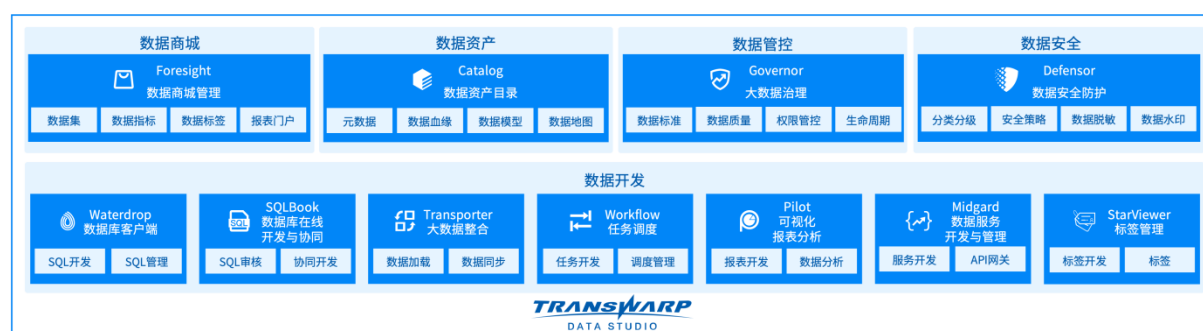 数据商城
Foresight
数据商城管理
数据集
数据指标
数据标签
报表门户
数据资产
Catalog
数据资产目录
元数据
数据血缘
数据模型
数据地图
数据管控
Governor
大数据治理
数据标准
数据质量
权限管控
生命周期
数据安全
Defensor
数据安全防护
分类分级
安全策略
数据脱敏
数据水印
数据开发
Waterdrop
数据库客户端
SQL开发
SQL管理
SQL
SQLBook
数据库在线
开发与协同
SQL审核
协同开发
Transporter
大数据整合
数据加载
数据同步
Workflow
任务调度
任务开发
调度管理
Pilot
可视化
报表分析
报表开发
数据分析
Midgard
数据服务
开发与管理
服务开发
API网关
StarViewer
标签管理
标签开发
标签
TRANSWARP
DATA STUDIO